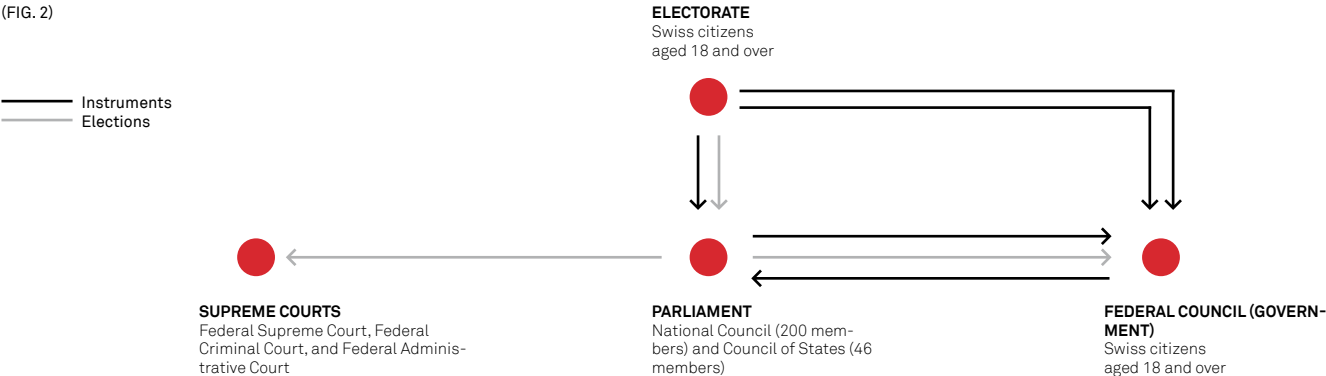 (FIG. 2)
Instruments
Elections
ELECTORATE
Swiss citizens
aged 18 and over
SUPREME COURTS
Federal Supreme Court, Federal
Criminal Court, and Federal Adminis-
trative Court
PARLIAMENT
National Council (200 mem-
bers) and Council of States (46
members)
FEDERAL COUNCIL (GOVERN-
MENT)
Swiss citizens
aged 18 and over